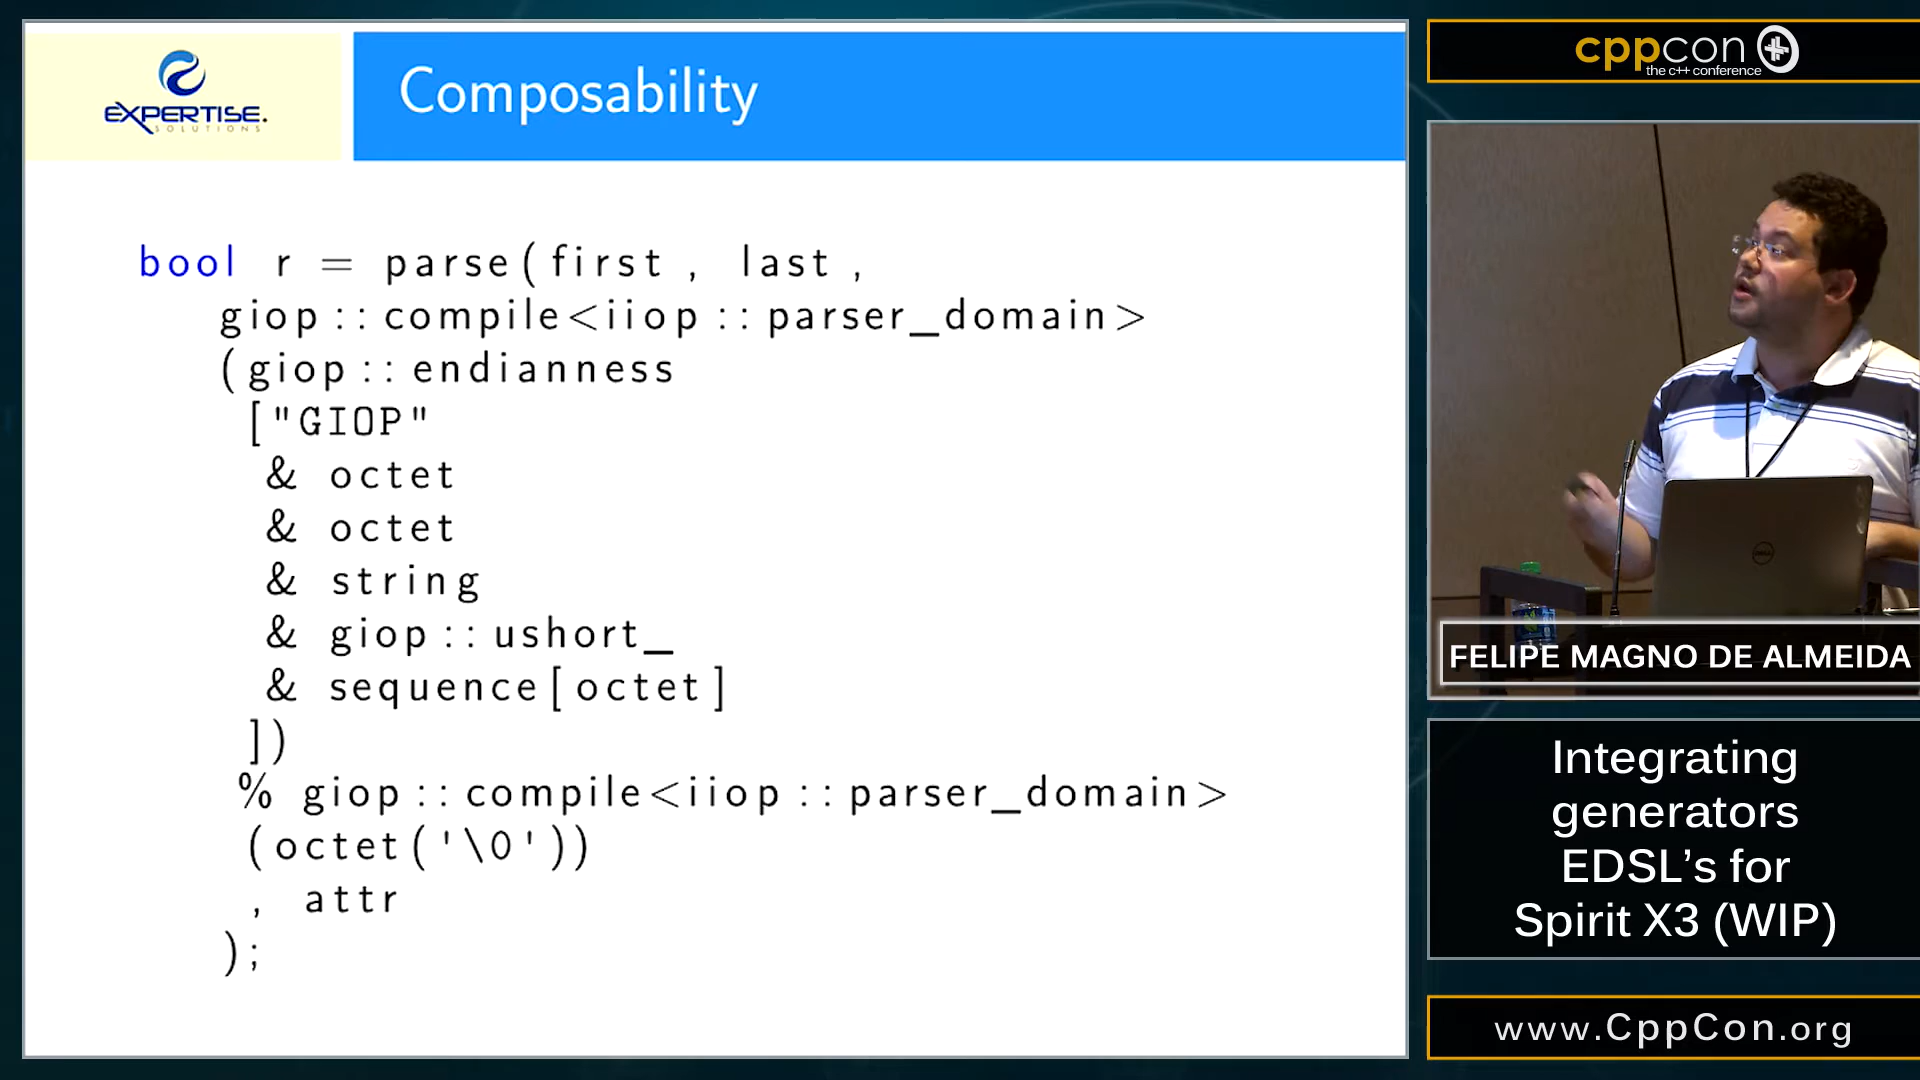 EXPERTISE.
SOLUTIONS
Composability
bool r = parse(first, last,
giop::compile<iiop::parser_domain>
(giop::endianness
["GIOP"
& octet
& octet
& string
& giop::ushort_
& sequence[octet]
])
% giop::compile<iiop::parser_domain>
(octet('\0'))
, attr
);
cppcon
the c++ conference
DELL
FELIPE MAGNO DE ALMEIDA
Integrating
generators
EDSL's for
Spirit X3 (WIP)
www.CppCon.org